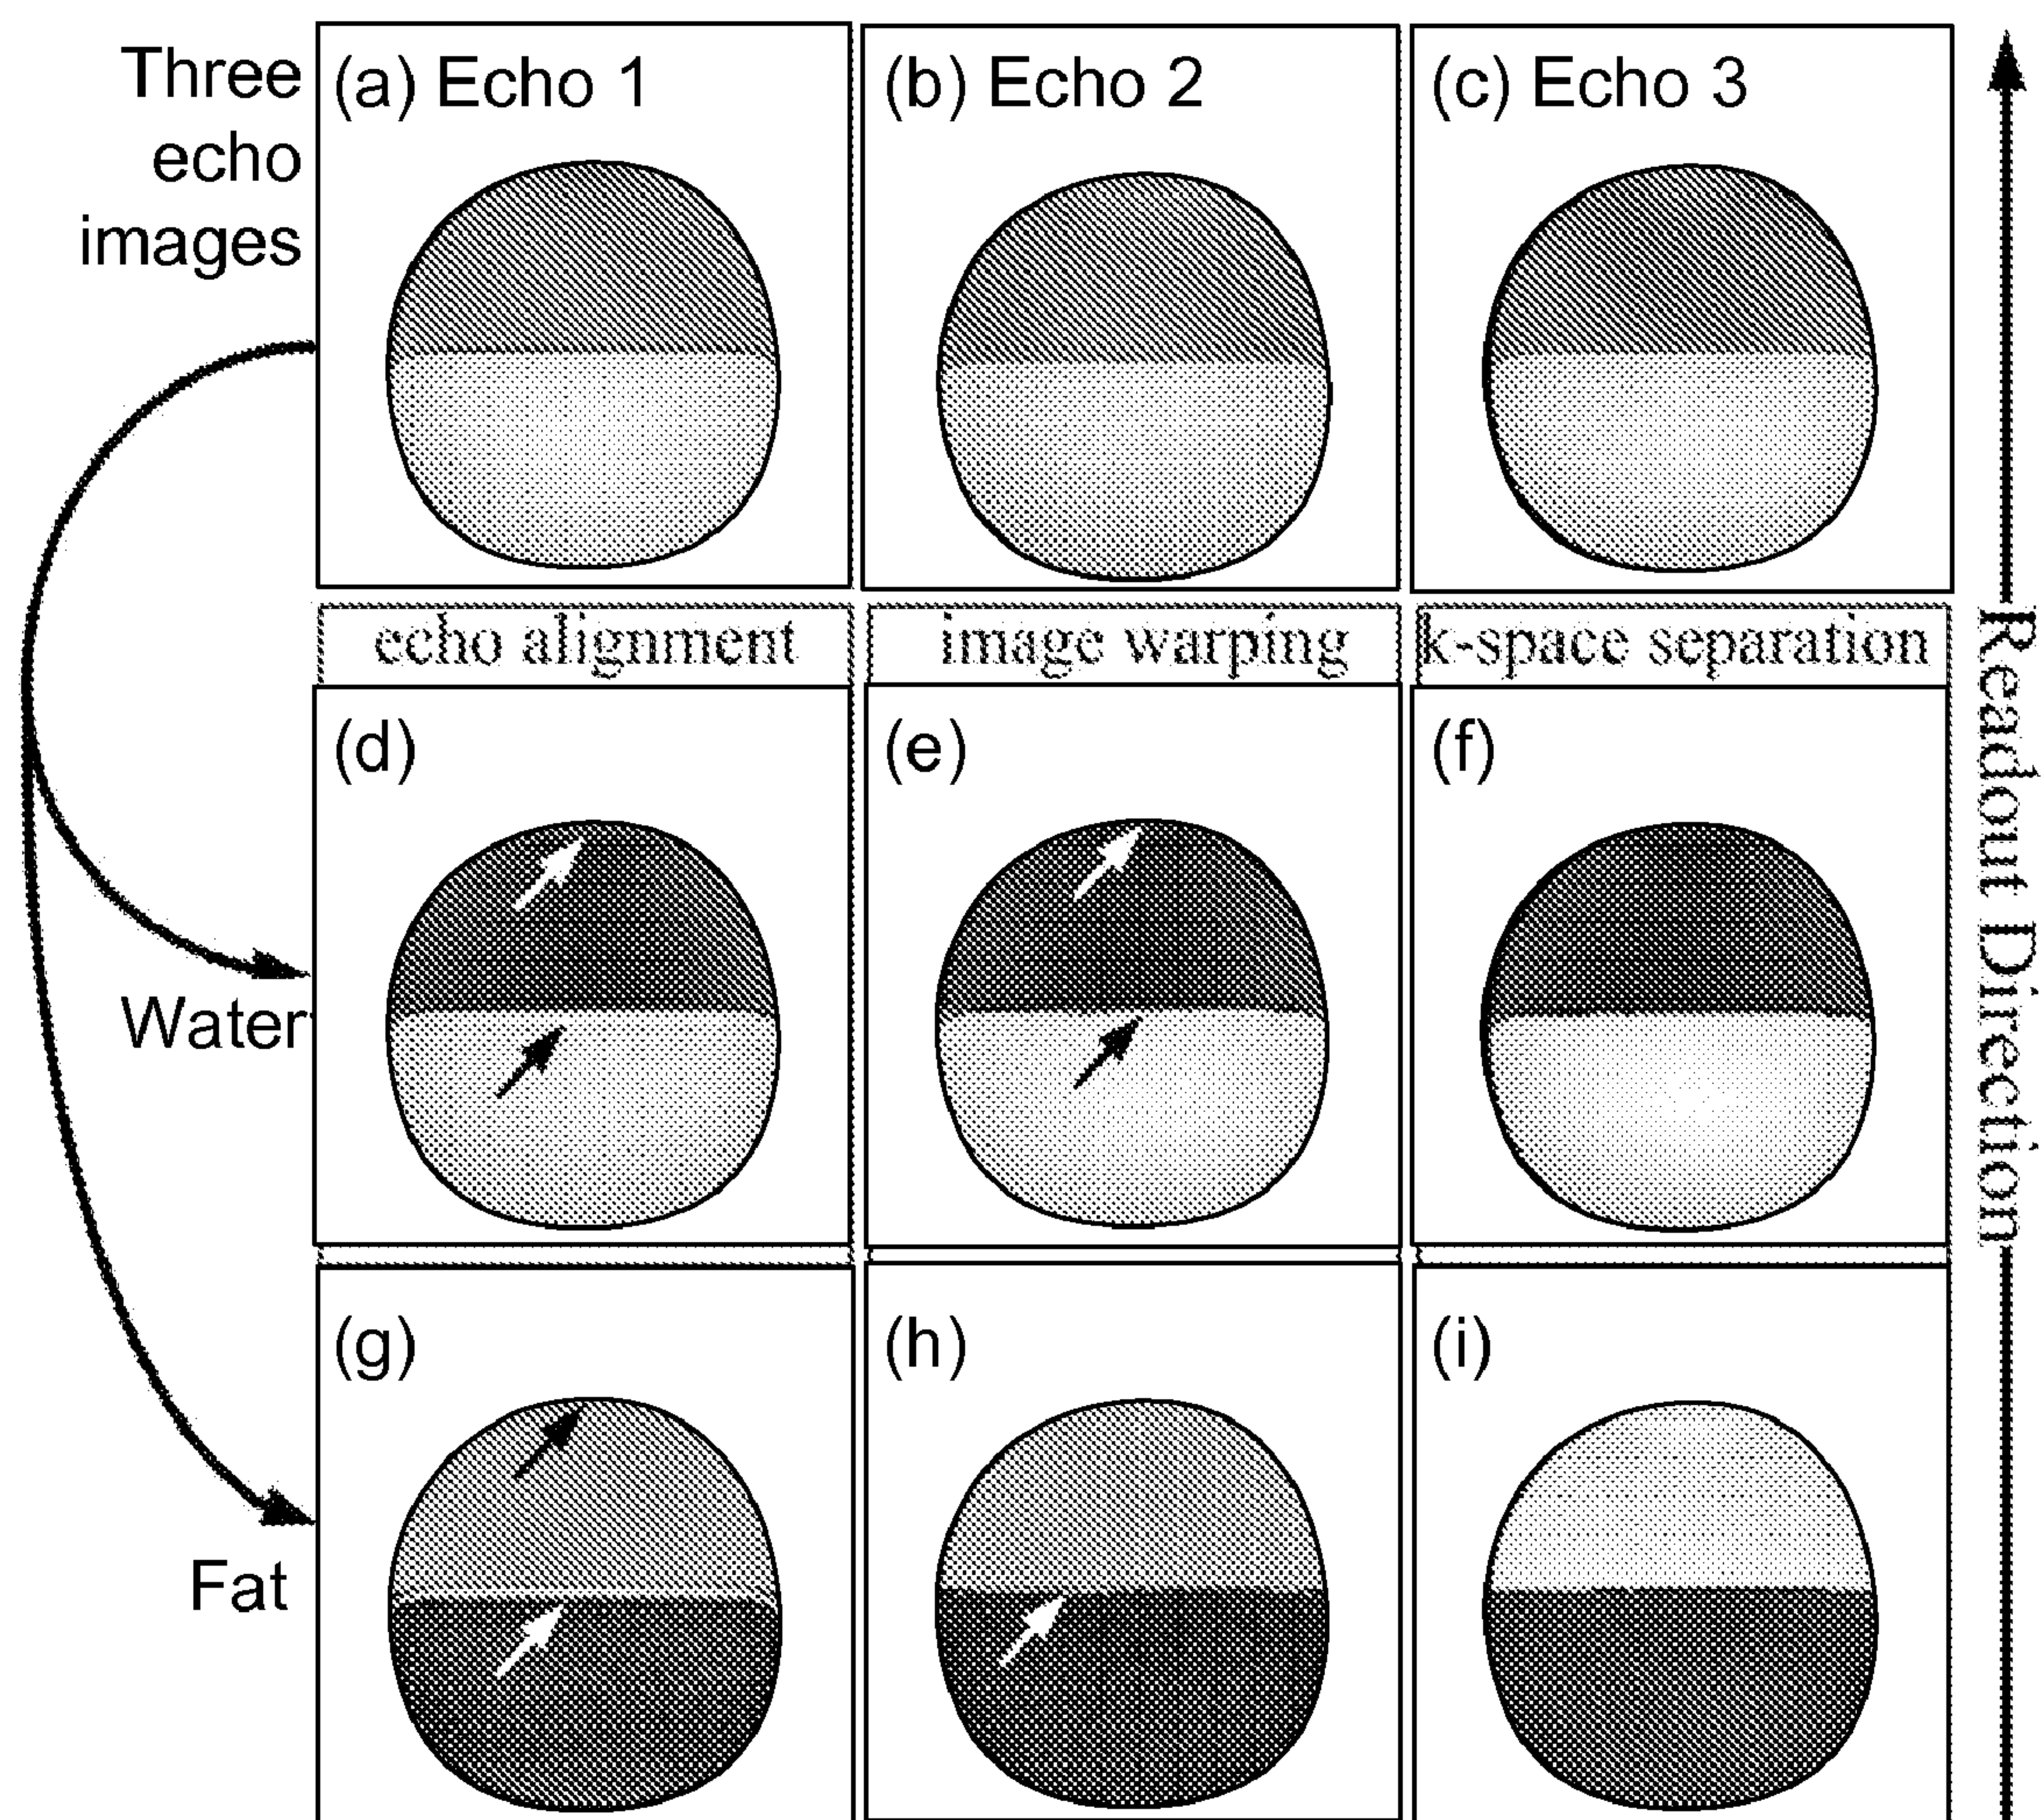 Three
echo
images
(a) Echo 1
(b) Echo 2
(c) Echo 3
echo alignment
image warping
k-space separation
Readout Direction
(d)
(e)
(f)
Water
(g)
(h)
(i)
Fat